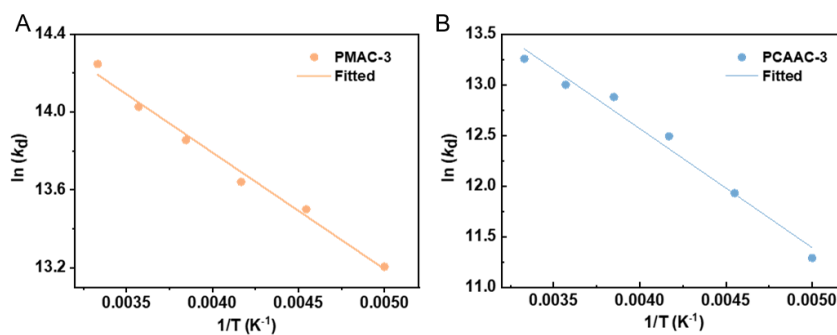 A
14.4
14.0
13.6
13.2
ln (kd)
PMAC-3
Fitted
0.0035
0.0040
0.0045
0.0050
1/T (K⁻¹)
B
13.5
13.0
12.5
12.0
11.5
11.0
ln (kd)
PCAAC-3
Fitted
0.0035
0.0040
0.0045
0.0050
1/T (K⁻¹)